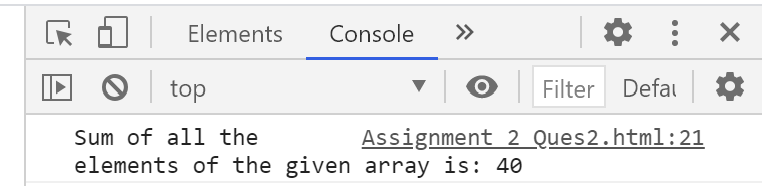 Elements Console
top Filter Defau
Sum of all the Assignment 2 Ques2.html:21
elements of the given array is: 40